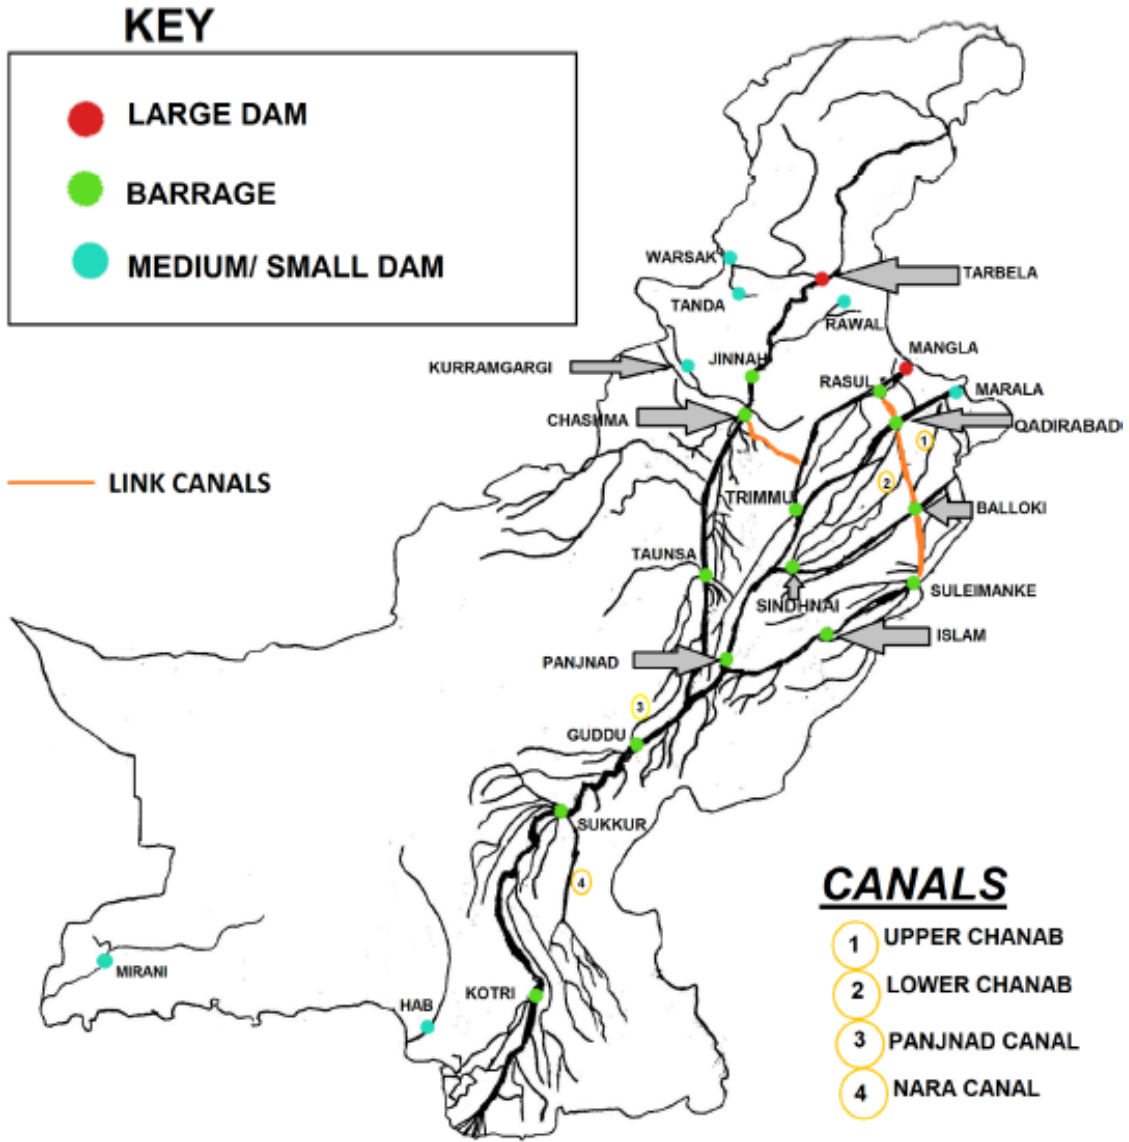 KEY
LARGE DAM
BARRAGE
MEDIUM/ SMALL DAM
WARSAK
TARBELA
TANDA
RAWAL
MANGLA
JINNAH
KURRAMGARGI
RASUL
MARALA
CHASHMA
QADIRABAD
1
LINK CANALS
2
TRIMMU
BALLOKI
TAUNSA
SULEIMANKE
SINDHNAI
ISLAM
PANJNAD
3
GUDDU
SUKKUR
4
CANALS
1 UPPER CHANAB
2 LOWER CHANAB
3 PANJNAD CANAL
4 NARA CANAL
MIRANI
KOTRI
HAB